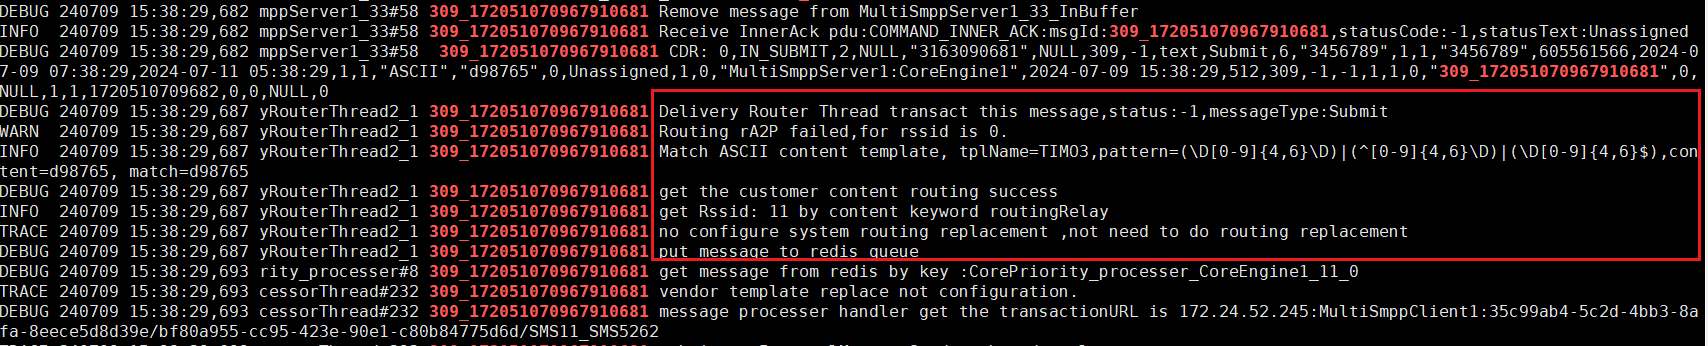 DEBUG 240709 15:38:29,682 mppServer1_33#58 309_172051070967910681 Remove message from MultiSmppServer1_33_InBuffer
INFO  240709 15:38:29,682 mppServer1_33#58 309_172051070967910681 Receive InnerAck pdu:COMMAND_INNER_ACK:msgId:309_172051070967910681,statusCode:-1,statusText:Unassigned
DEBUG 240709 15:38:29,682 mppServer1_33#58  309_172051070967910681 CDR: 0,IN_SUBMIT,2,NULL,"3163090681",NULL,309,-1,text,Submit,6,"3456789",1,1,"3456789",605561566,2024-0
7-09 07:38:29,2024-07-11 05:38:29,1,1,"ASCII","d98765",0,Unassigned,1,0,"MultiSmppServer1:CoreEngine1",2024-07-09 15:38:29,512,309,-1,-1,1,1,0,"309_172051070967910681",0,
NULL,1,1,1720510709682,0,0,NULL,0
DEBUG 240709 15:38:29,687 yRouterThread2_1 309_172051070967910681 Delivery Router Thread transact this message,status:-1,messageType:Submit
WARN  240709 15:38:29,687 yRouterThread2_1 309_172051070967910681 Routing rA2P failed,for rssid is 0.
INFO  240709 15:38:29,687 yRouterThread2_1 309_172051070967910681 Match ASCII content template, tplName=TIMO3,pattern=(\D[0-9]{4,6}\D)|(^[0-9]{4,6}\D)|(\D[0-9]{4,6}$),con
tent=d98765, match=d98765
DEBUG 240709 15:38:29,687 yRouterThread2_1 309_172051070967910681 get the customer content routing success
INFO  240709 15:38:29,687 yRouterThread2_1 309_172051070967910681 get Rssid: 11 by content keyword routingRelay
TRACE 240709 15:38:29,687 yRouterThread2_1 309_172051070967910681 no configure system routing replacement ,not need to do routing replacement
DEBUG 240709 15:38:29,687 yRouterThread2_1 309_172051070967910681 put message to redis queue
DEBUG 240709 15:38:29,693 rity_processer#8 309_172051070967910681 get message from redis by key :CorePriority_processer_CoreEngine1_11_0
TRACE 240709 15:38:29,693 cessorThread#232 309_172051070967910681 vendor template replace not configuration.
DEBUG 240709 15:38:29,693 cessorThread#232 309_172051070967910681 message processer handler get the transactionURL is 172.24.52.245:MultiSmppClient1:35c99ab4-5c2d-4bb3-8a
fa-8eece5d8d39e/bf80a955-cc95-423e-90e1-c80b84775d6d/SMS11_SMS5262